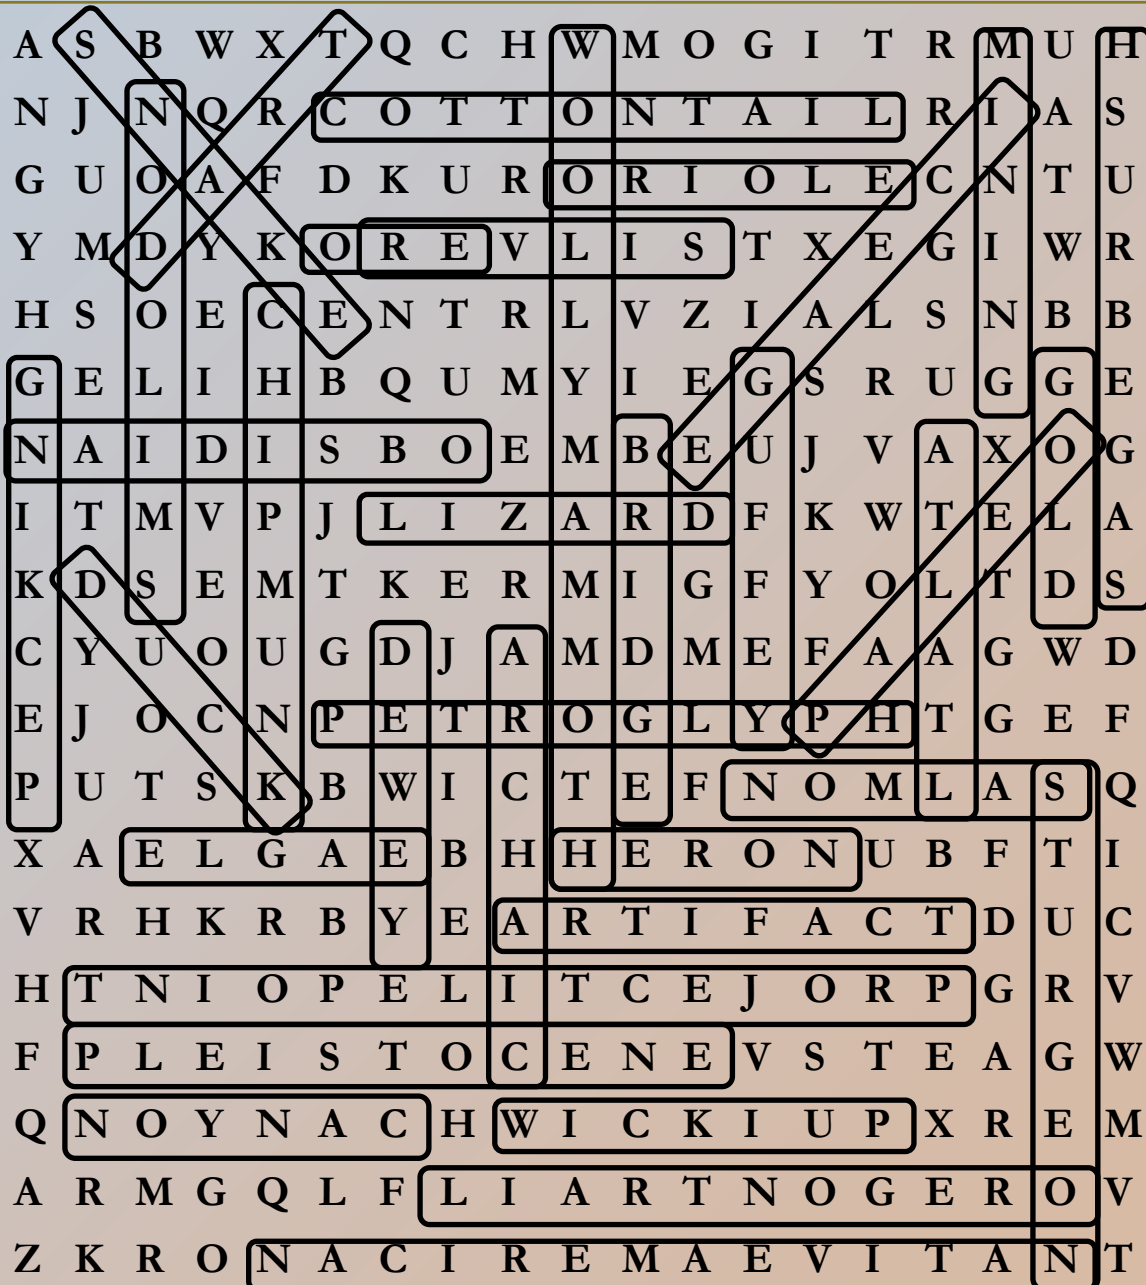 A S B W X T Q C H W M O G I T R M U H
N J N Q R C O T T O N T A I L R I A S
G U O A F D K U R O R I O L E C N T U
Y M D Y K O R E V L I S T X E G I W R
H S O E C E N T R L V Z I A L S N B B
G E L I H B Q U M Y I E G S R U G G E
N A I D I S B O E M B E U J V A X O G
I T M V P J L I Z A R D F K W T E L A
K D S E M T K E R M I G F Y O L T D S
C Y U O U G D J A M D M E F A A G W D
E J O C N P E T R O G L Y P H T G E F
P U T S K B W I C T E F N O M L A S Q
X A E L G A E B H H E R O N U B F T I
V R H K R B Y E A R T I F A C T D U C
H T N I O P E L I T C E J O R P G R V
F P L E I S T O C E N E V S T E A G W
Q N O Y N A C H W I C K I U P X R E M
A R M G Q L F L I A R T N O G E R O V
Z K R O N A C I R E M A E V I T A N T